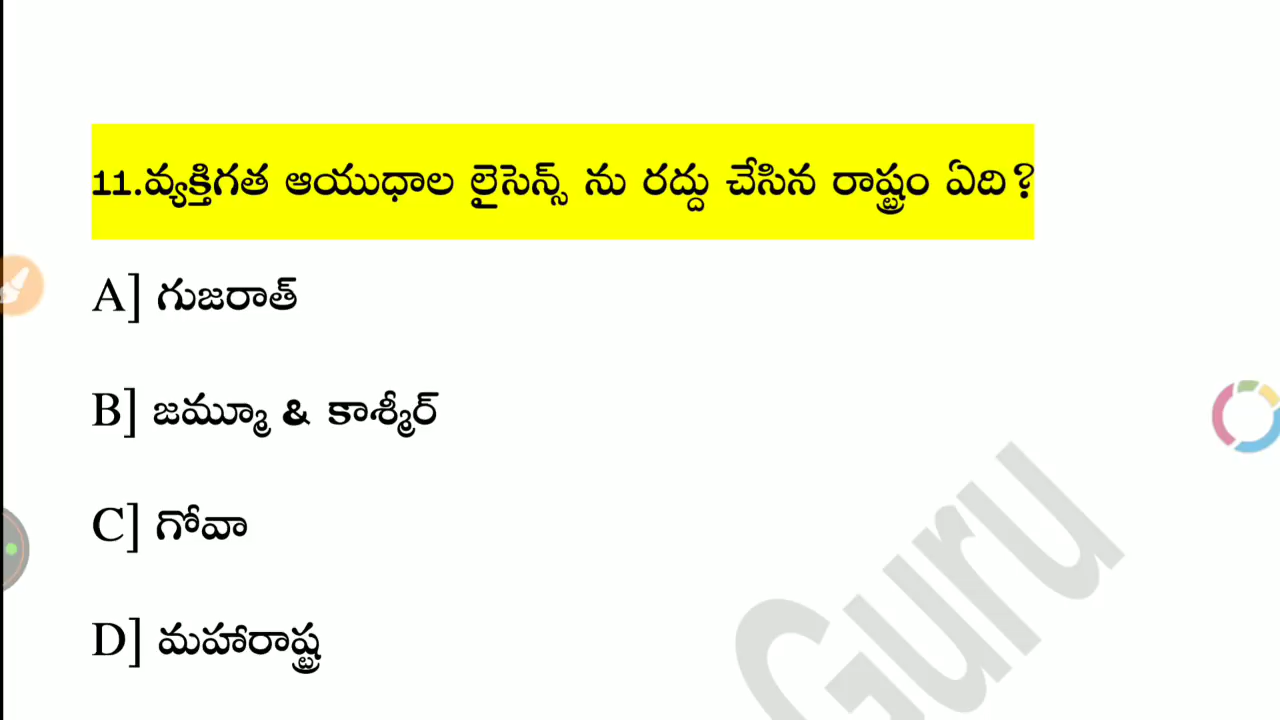 11.వ్యక్తిగత ఆయుధాల లైసెన్స్ ను రద్దు చేసిన రాష్ట్రం ఏది?
A] గుజరాత్
B] జమ్మూ & కాశ్మీర్
C] గోవా
D] మహారాష్ట్ర
Guru